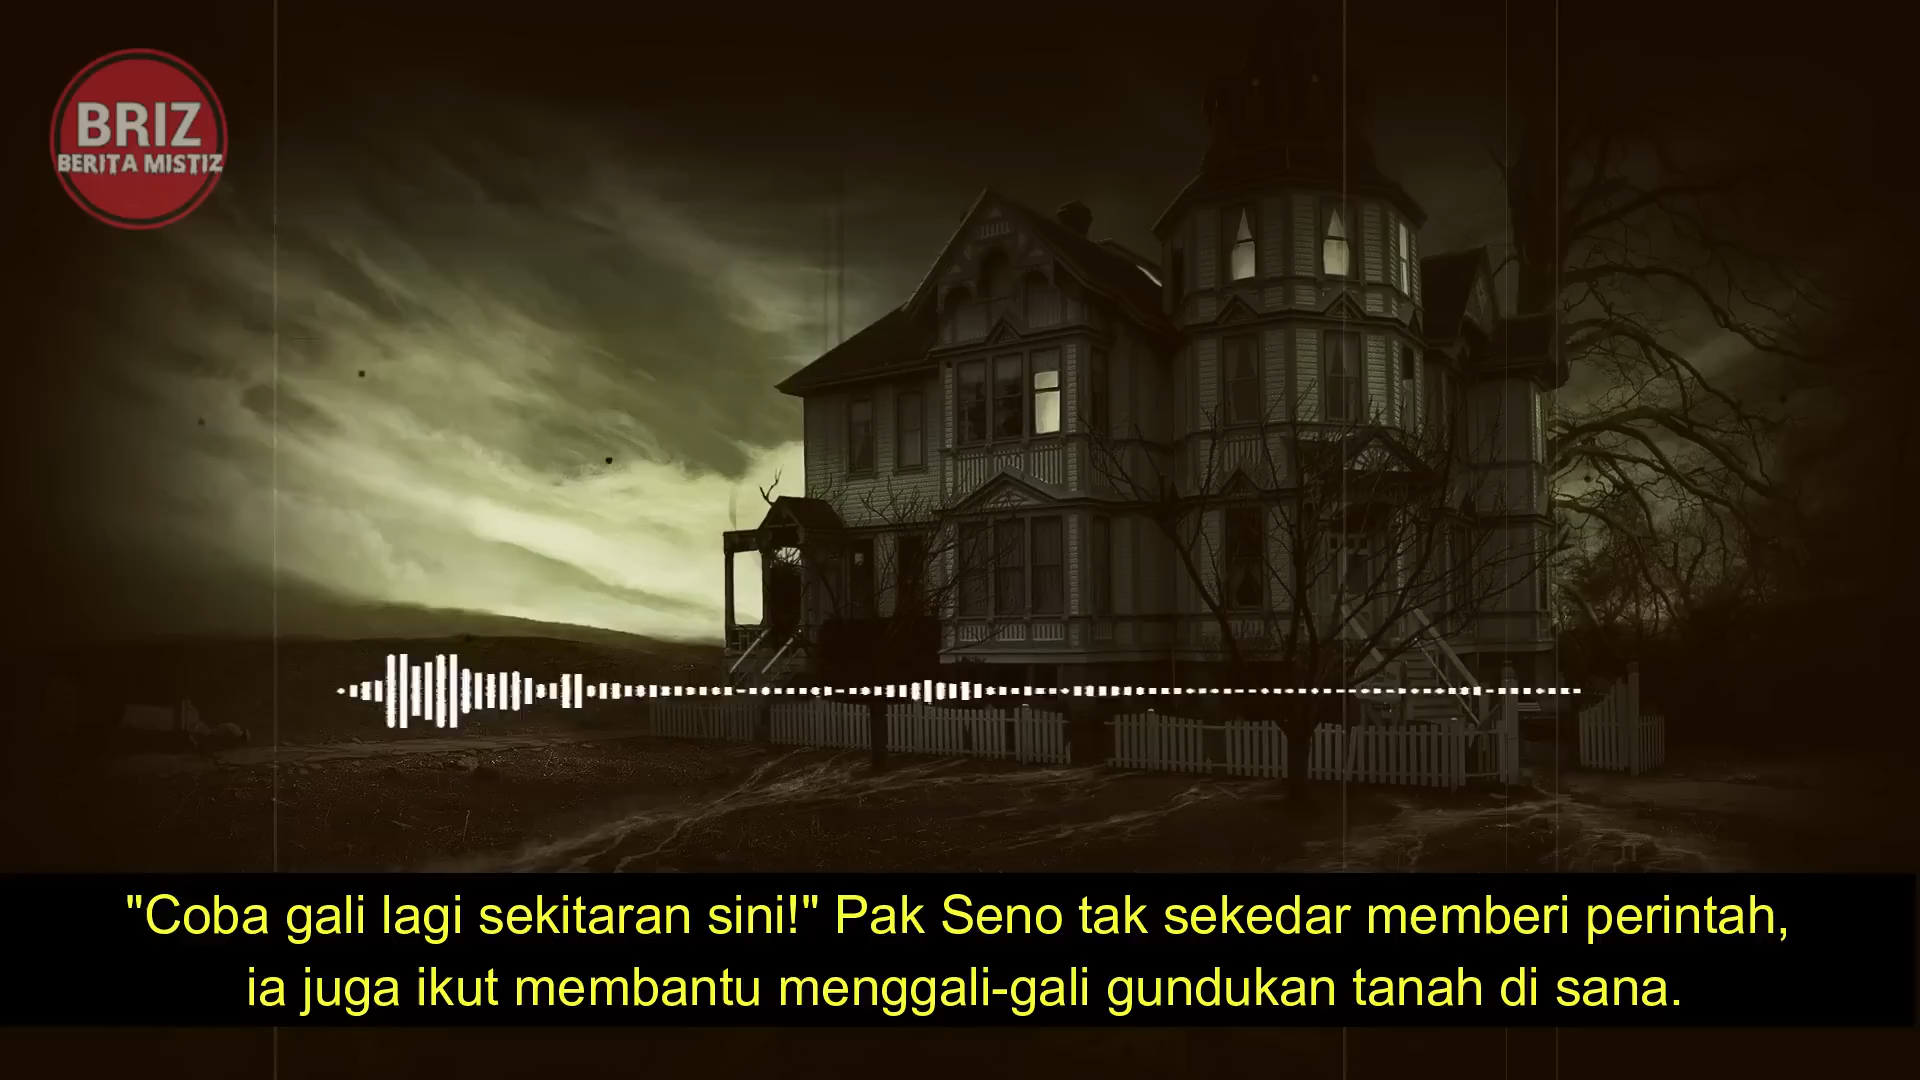 BRIZ
BERITA MISTIZ
"Coba gali lagi sekitaran sini!" Pak Seno tak sekedar memberi perintah,
ia juga ikut membantu menggali-gali gundukan tanah di sana.